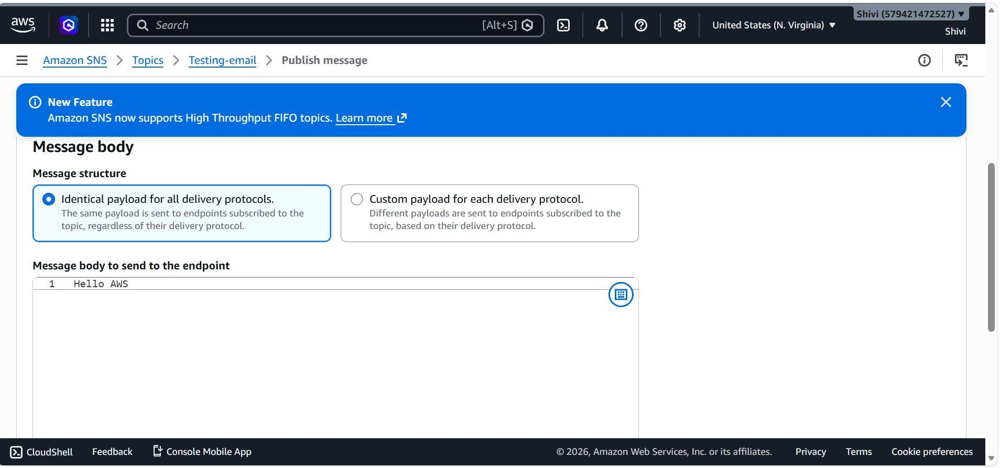 aws
Search
[Alt+S]
United States (N. Virginia)
Shivi (579421472527)
Shivi
Amazon SNS
Topics
Testing-email
Publish message
New Feature
Amazon SNS now supports High Throughput FIFO topics. Learn more
Message body
Message structure
Identical payload for all delivery protocols.
The same payload is sent to endpoints subscribed to the
topic, regardless of their delivery protocol.
Custom payload for each delivery protocol.
Different payloads are sent to endpoints subscribed to the
topic, based on their delivery protocol.
Message body to send to the endpoint
1 Hello AWS
CloudShell
Feedback
Console Mobile App
© 2026, Amazon Web Services, Inc. or its affiliates.
Privacy
Terms
Cookie preferences